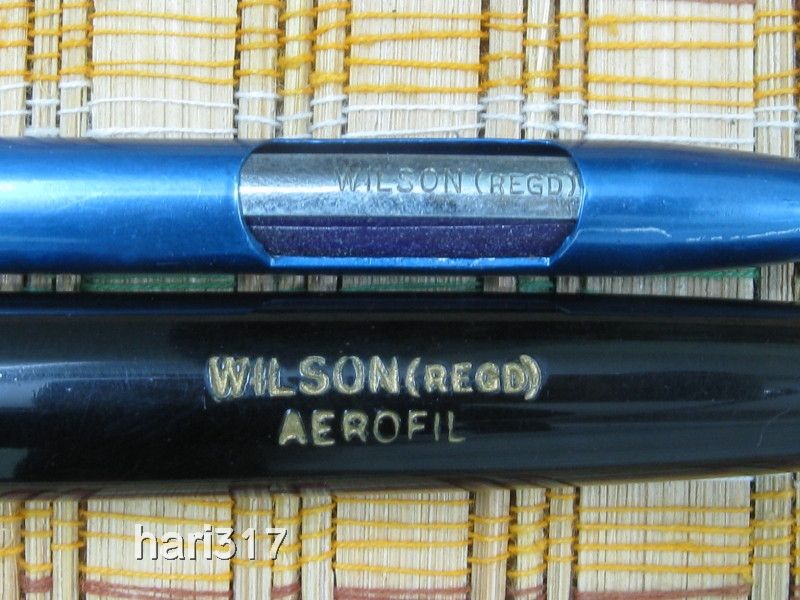 WILSON (REGD)
WILSON (REGD)
AEROFIL
hari317